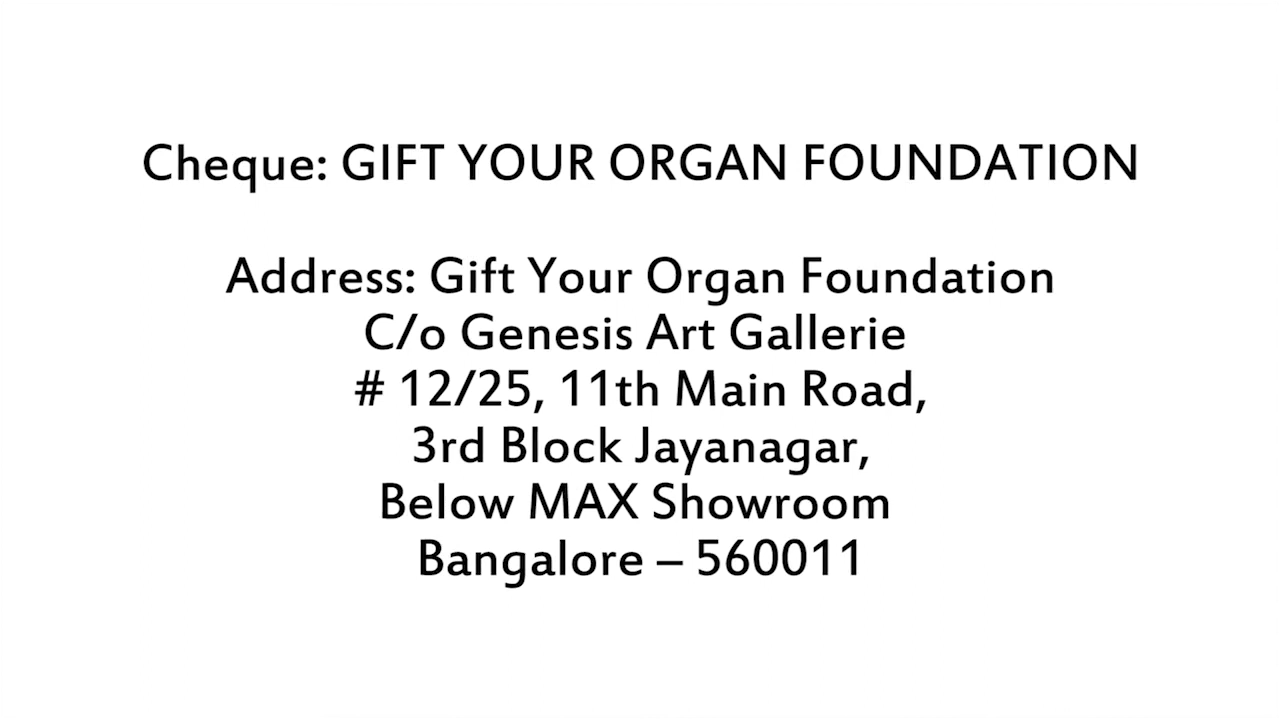 Cheque: GIFT YOUR ORGAN FOUNDATION
Address: Gift Your Organ Foundation
C/o Genesis Art Gallerie
# 12/25, 11th Main Road,
3rd Block Jayanagar,
Below MAX Showroom
Bangalore – 560011